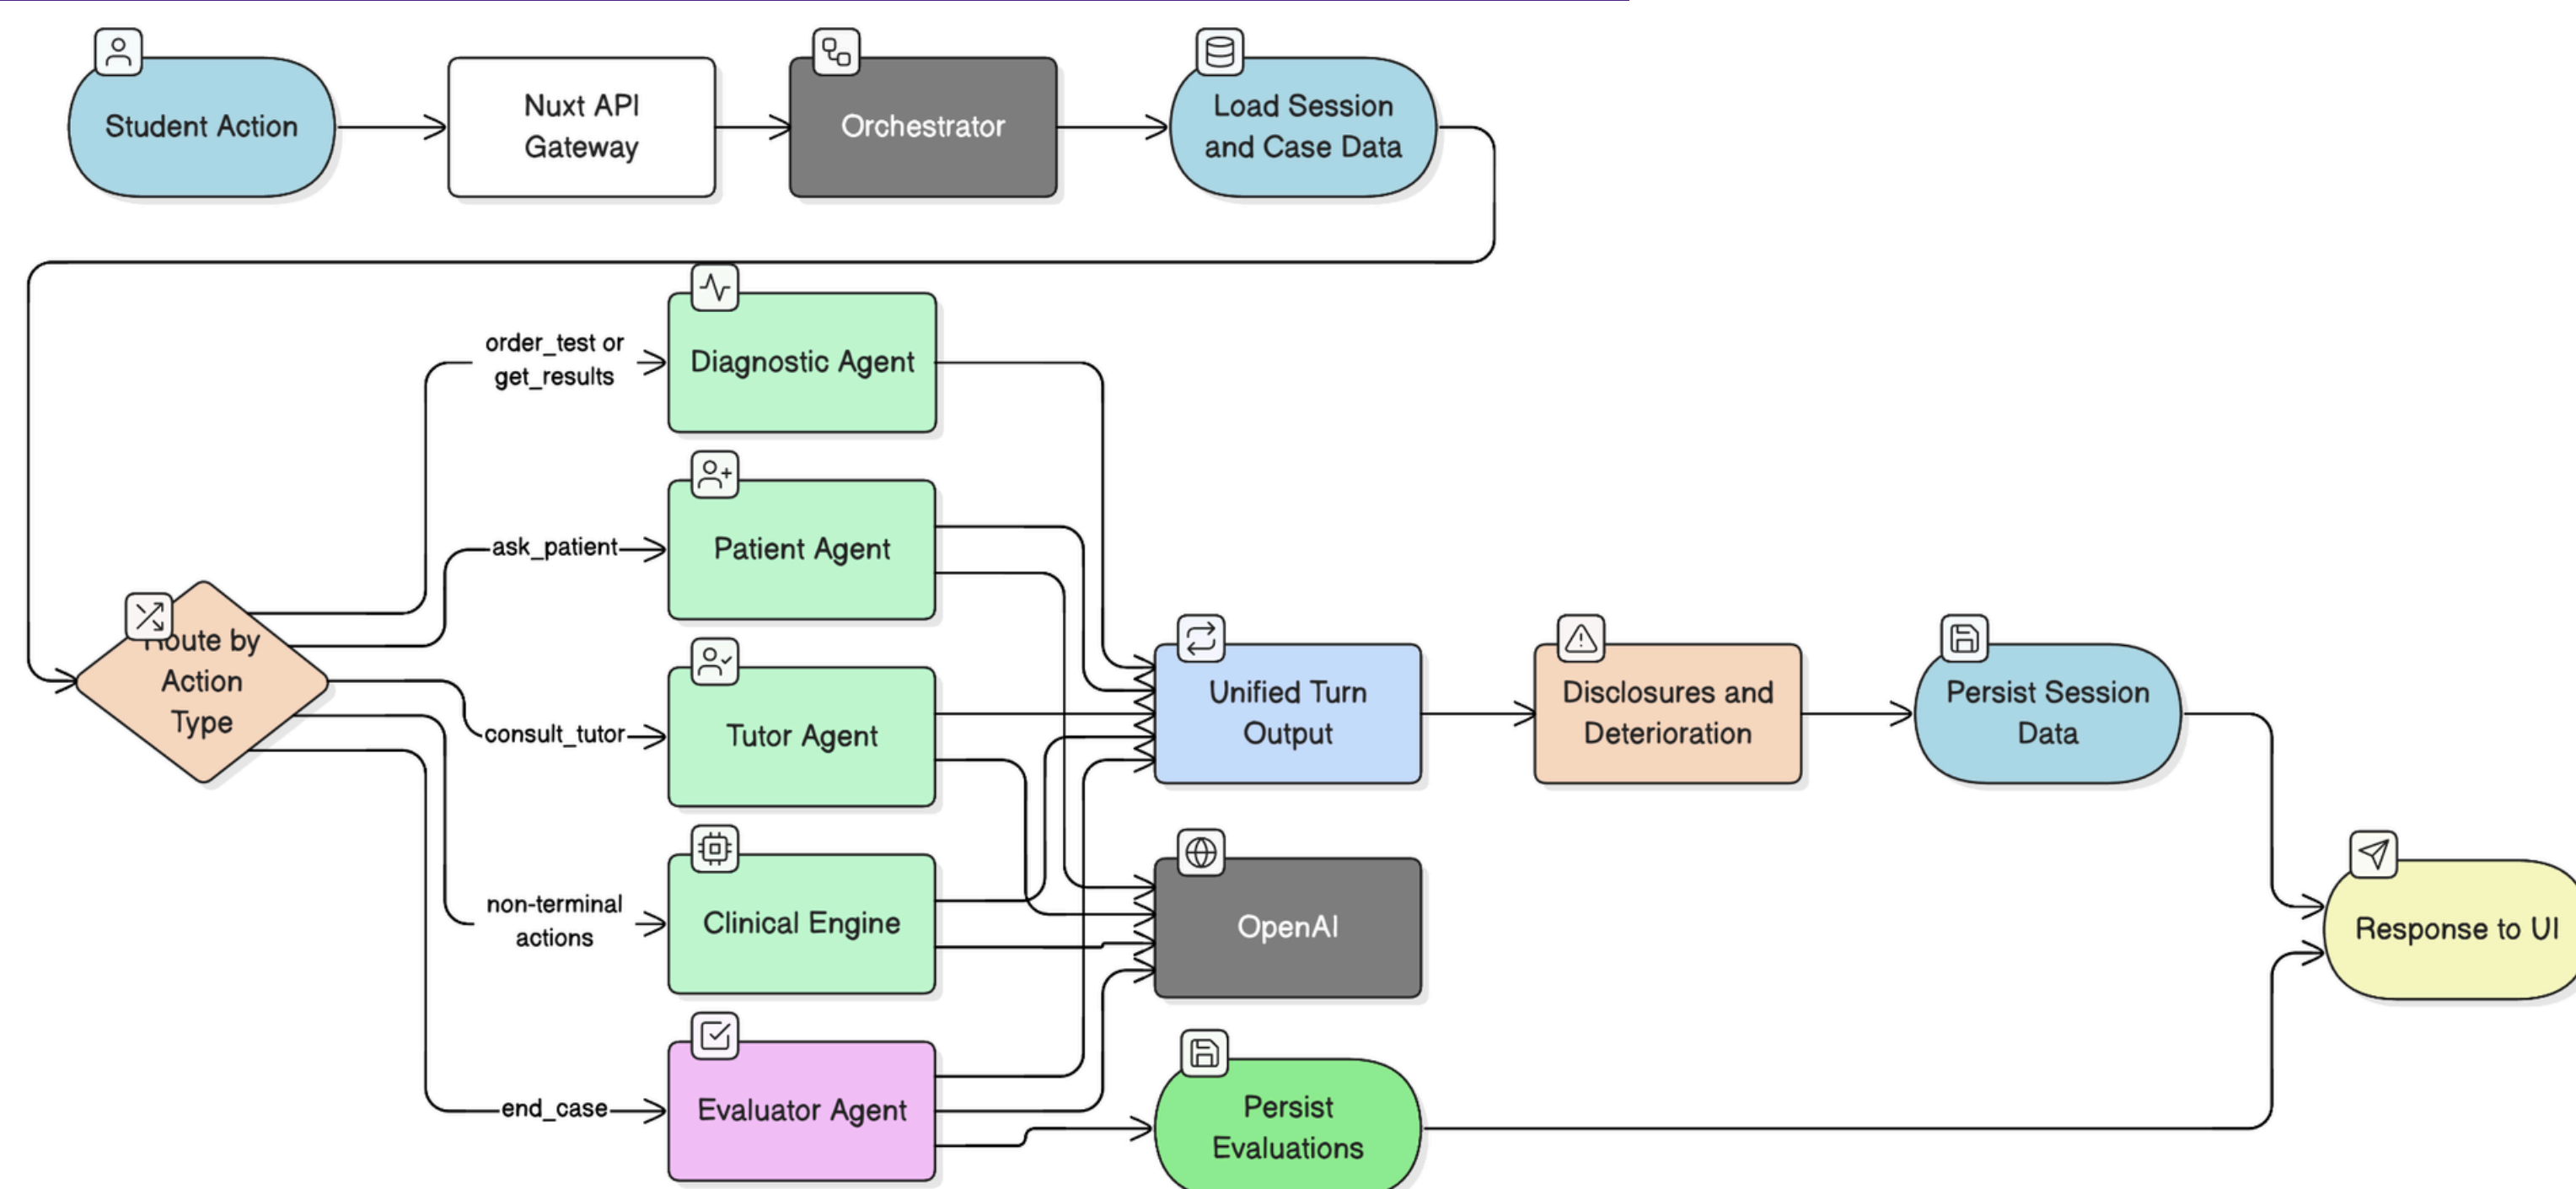 Student Action
Nuxt API
Gateway
Orchestrator
Load Session
and Case Data
order_test or
get_results
Diagnostic Agent
ask_patient
Patient Agent
Route by
Action
Type
consult_tutor
Tutor Agent
Unified Turn
Output
Disclosures and
Deterioration
Persist Session
Data
non-terminal
actions
Clinical Engine
OpenAI
Response to UI
end_case
Evaluator Agent
Persist
Evaluations